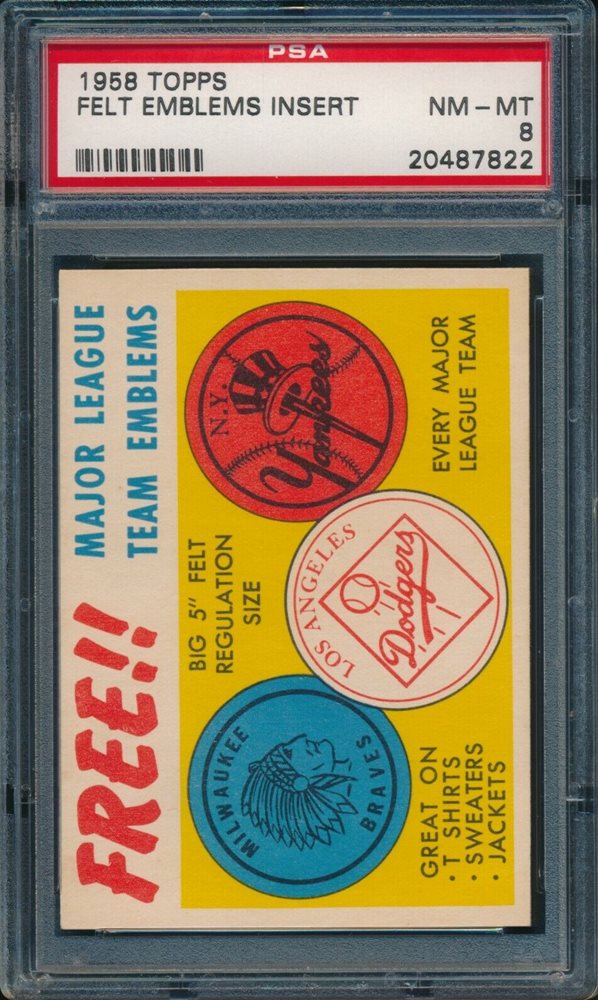 PSA
1958 TOPPS
FELT EMBLEMS INSERT
NM-MT
8
20487822
FREE!!
MAJOR LEAGUE
TEAM EMBLEMS
BIG 5" FELT
REGULATION
SIZE
MILWAUKEE
BRAVES
LOS ANGELES
Dodgers
N.Y.
Yankees
GREAT ON
• T SHIRTS
• SWEATERS
• JACKETS
EVERY MAJOR
LEAGUE TEAM